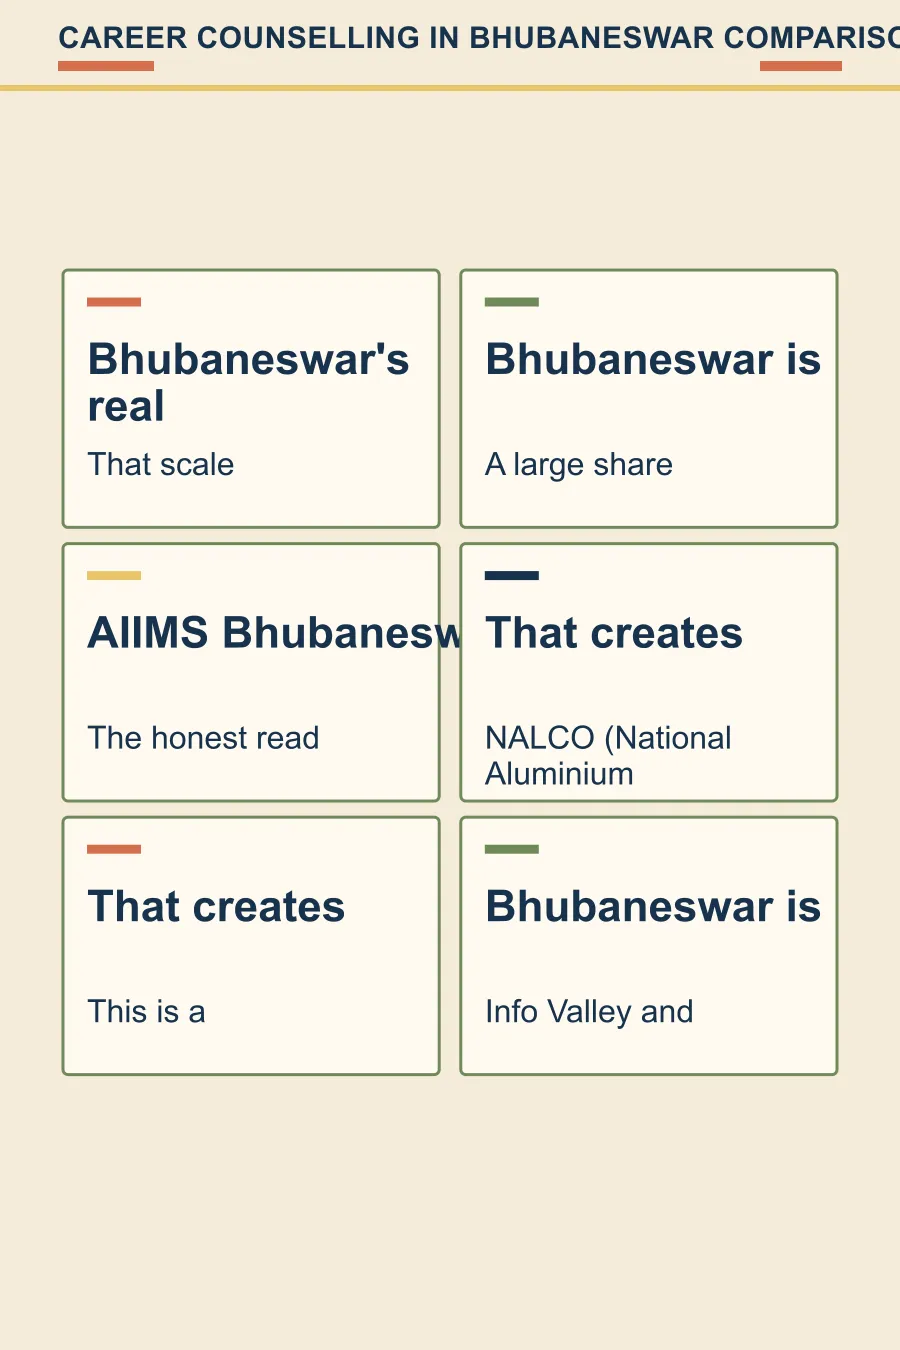 CAREER COUNSELLING IN BHUBANESWAR COMPARISO
Bhubaneswar's
real
That scale
Bhubaneswar is
A large share
AIIMS Bhubanesw
The honest read
That creates
NALCO (National
Aluminium
That creates
This is a
Bhubaneswar is
Info Valley and